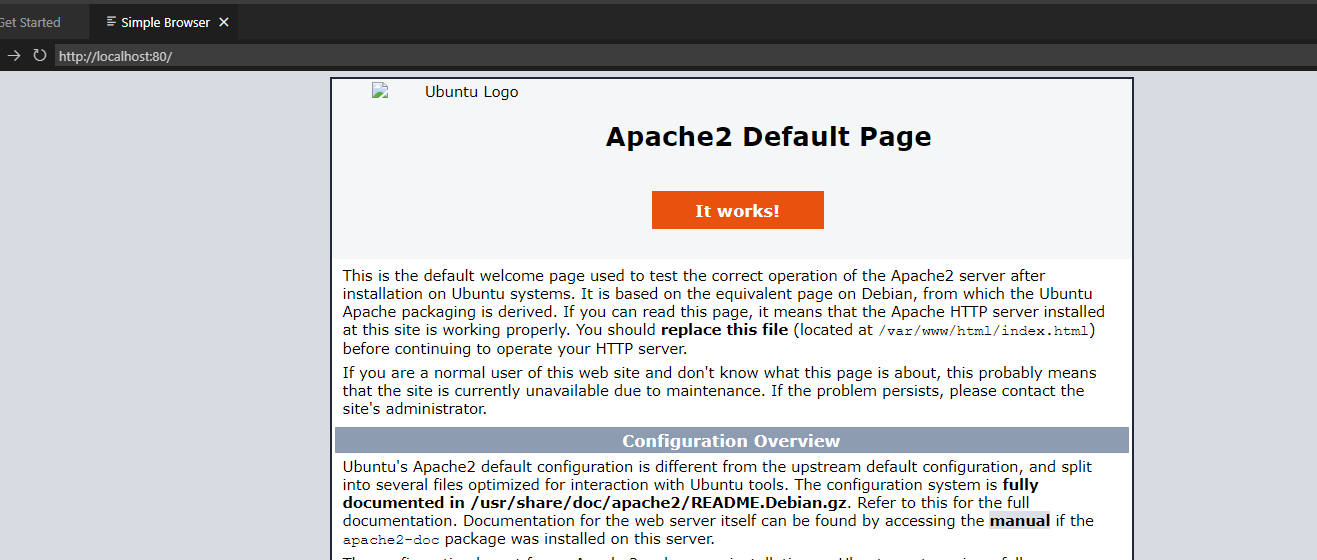 Get Started
Simple Browser
http://localhost:80/
Ubuntu Logo
Apache2 Default Page
It works!
This is the default welcome page used to test the correct operation of the Apache2 server after
installation on Ubuntu systems. It is based on the equivalent page on Debian, from which the Ubuntu
Apache packaging is derived. If you can read this page, it means that the Apache HTTP server installed
at this site is working properly. You should replace this file (located at /var/www/html/index.html)
before continuing to operate your HTTP server.
If you are a normal user of this web site and don't know what this page is about, this probably means
that the site is currently unavailable due to maintenance. If the problem persists, please contact the
site's administrator.
Configuration Overview
Ubuntu's Apache2 default configuration is different from the upstream default configuration, and split
into several files optimized for interaction with Ubuntu tools. The configuration system is fully
documented in /usr/share/doc/apache2/README.Debian.gz. Refer to this for the full
documentation. Documentation for the web server itself can be found by accessing the manual if the
apache2-doc package was installed on this server.